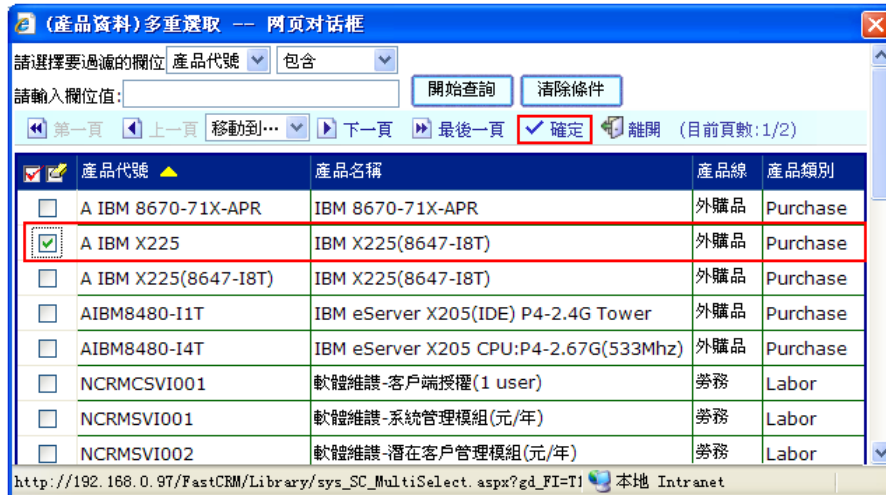 (產品資料)多重選取 -- 网页对话框
請選擇要過濾的欄位 產品代號 包含
請輸入欄位值: 開始查詢 清除條件
第一頁 上一頁 移動到… 下一頁 最後一頁 確定 離開 (目前頁數:1/2)
產品代號 產品名稱 產品線 產品類別
A IBM 8670-71X-APR IBM 8670-71X-APR 外購品 Purchase
A IBM X225 IBM X225(8647-I8T) 外購品 Purchase
A IBM X225(8647-I8T) IBM X225(8647-I8T) 外購品 Purchase
AIBM8480-I1T IBM eServer X205(IDE) P4-2.4G Tower 外購品 Purchase
AIBM8480-I4T IBM eServer X205 CPU:P4-2.67G(533Mhz) 外購品 Purchase
NCRMCSVI001 軟體維護-客戶端授權(1 user) 勞務 Labor
NCRMSVI001 軟體維護-系統管理模組(元/年) 勞務 Labor
NCRMSVI002 軟體維護-潛在客戶管理模組(元/年) 勞務 Labor
http://192.168.0.97/FastCRM/Library/sys_SC_MultiSelect.aspx?gd_FI=T1 本地 Intranet